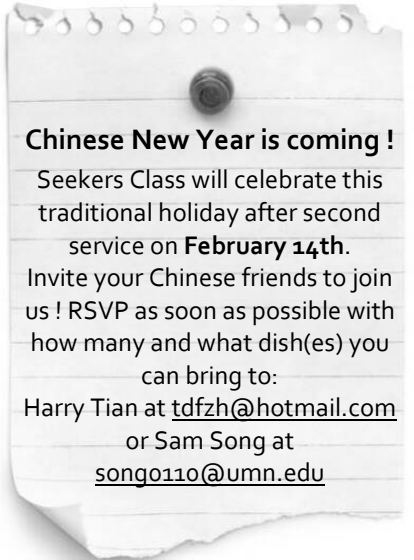 Chinese New Year is coming !
Seekers Class will celebrate this
traditional holiday after second
service on February 14th.
Invite your Chinese friends to join
us ! RSVP as soon as possible with
how many and what dish(es) you
can bring to:
Harry Tian at tdfzh@hotmail.com
or Sam Song at
song0110@umn.edu